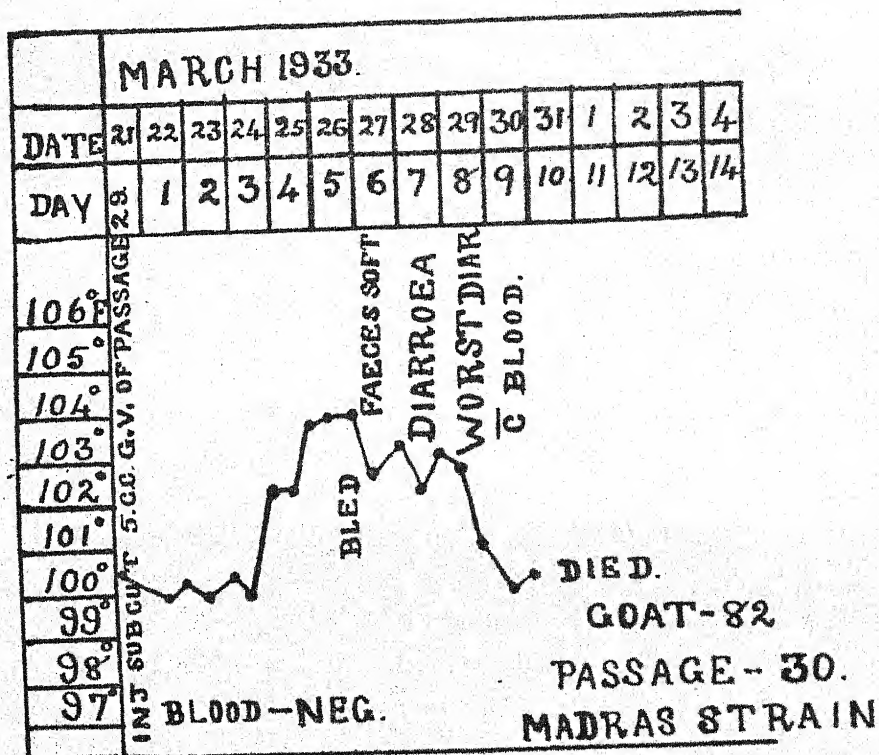 MARCH 1933.
DATE 21 22 23 24 25 26 27 28 29 30 31 1 2 3 4
DAY 1 2 3 4 5 6 7 8 9 10 11 12 13 14
INJ SUBCUT 5.C.C. G.V. OF PASSAGE 29.
106°F
105°
104°
103°
102°
101°
100°
99°
98°
97°
BLED
FAECES SOFT
DIARROEA
WORST DIAR
C̅ BLOOD.
DIED.
GOAT-82
PASSAGE - 30.
MADRAS STRAIN
BLOOD-NEG.